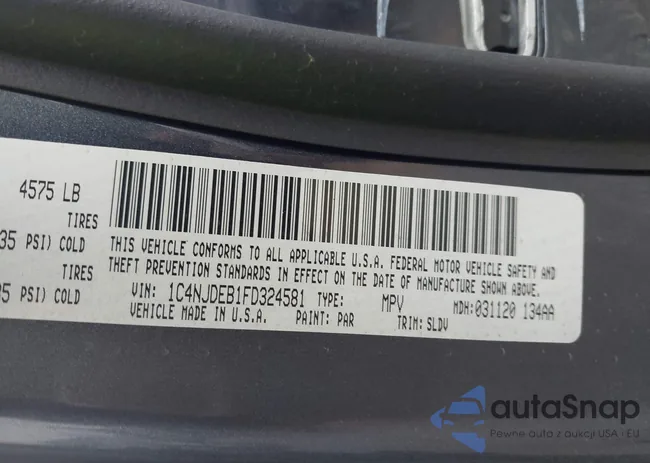 4575 LB
TIRES
35 PSI) COLD
TIRES
35 PSI) COLD
THIS VEHICLE CONFORMS TO ALL APPLICABLE U.S.A. FEDERAL MOTOR VEHICLE SAFETY AND
THEFT PREVENTION STANDARDS IN EFFECT ON THE DATE OF MANUFACTURE SHOWN ABOVE.
VIN: 1C4NJDEB1FD324581 TYPE: MPV MDH: 031120 134AA
VEHICLE MADE IN U.S.A. PAINT: PAR TRIM: SLDV
autaSnap
Pewne auta z aukcji USA · EU